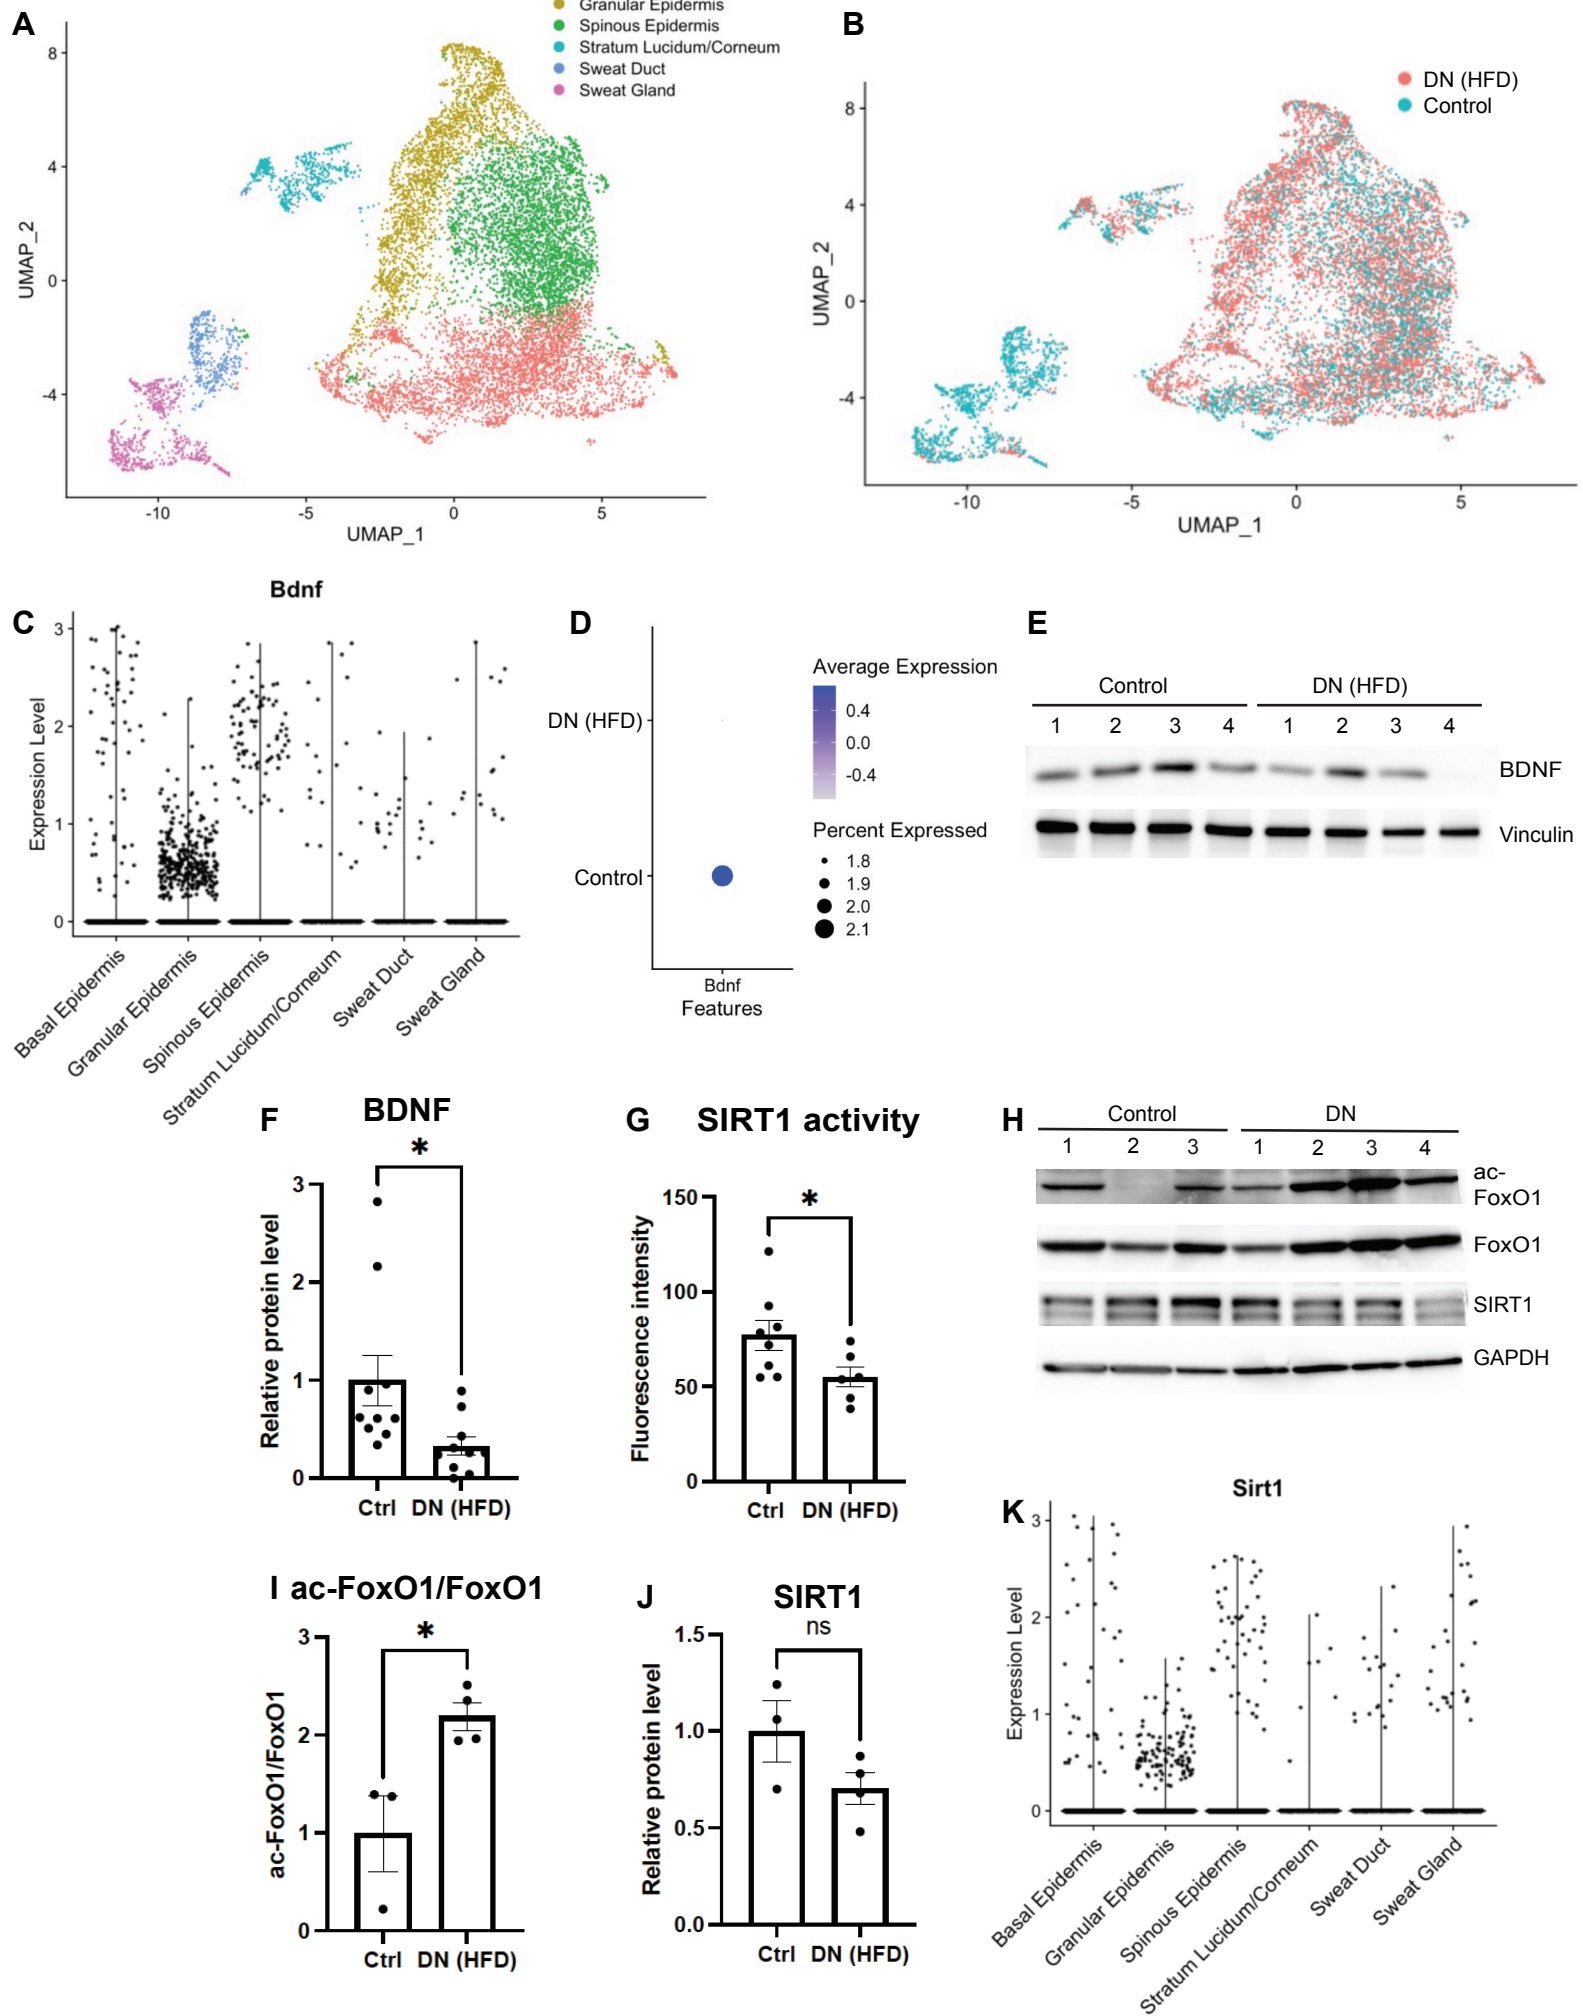 A
Granular Epidermis
Spinous Epidermis
Stratum Lucidum/Corneum
Sweat Duct
Sweat Gland
8
4
0
-4
UMAP_2
-10
-5
0
5
UMAP_1
B
DN (HFD)
Control
8
4
0
-4
UMAP_2
-10
-5
0
5
UMAP_1
C
Bdnf
3
2
1
0
Expression Level
Basal Epidermis
Granular Epidermis
Spinous Epidermis
Stratum Lucidum/Corneum
Sweat Duct
Sweat Gland
D
DN (HFD)
Control
Bdnf
Features
Average Expression
0.4
0.0
-0.4
Percent Expressed
1.8
1.9
2.0
2.1
E
Control
DN (HFD)
1 2 3 4 1 2 3 4
BDNF
Vinculin
F
BDNF
*
3
2
1
0
Relative protein level
Ctrl
DN (HFD)
G
SIRT1 activity
*
150
100
50
0
Fluorescence intensity
Ctrl
DN (HFD)
H
Control
DN
1 2 3 1 2 3 4
ac-
FoxO1
FoxO1
SIRT1
GAPDH
I
ac-FoxO1/FoxO1
*
3
2
1
0
ac-FoxO1/FoxO1
Ctrl
DN (HFD)
J
SIRT1
ns
1.5
1.0
0.5
0.0
Relative protein level
Ctrl
DN (HFD)
K
Sirt1
3
2
1
0
Expression Level
Basal Epidermis
Granular Epidermis
Spinous Epidermis
Stratum Lucidum/Corneum
Sweat Duct
Sweat Gland